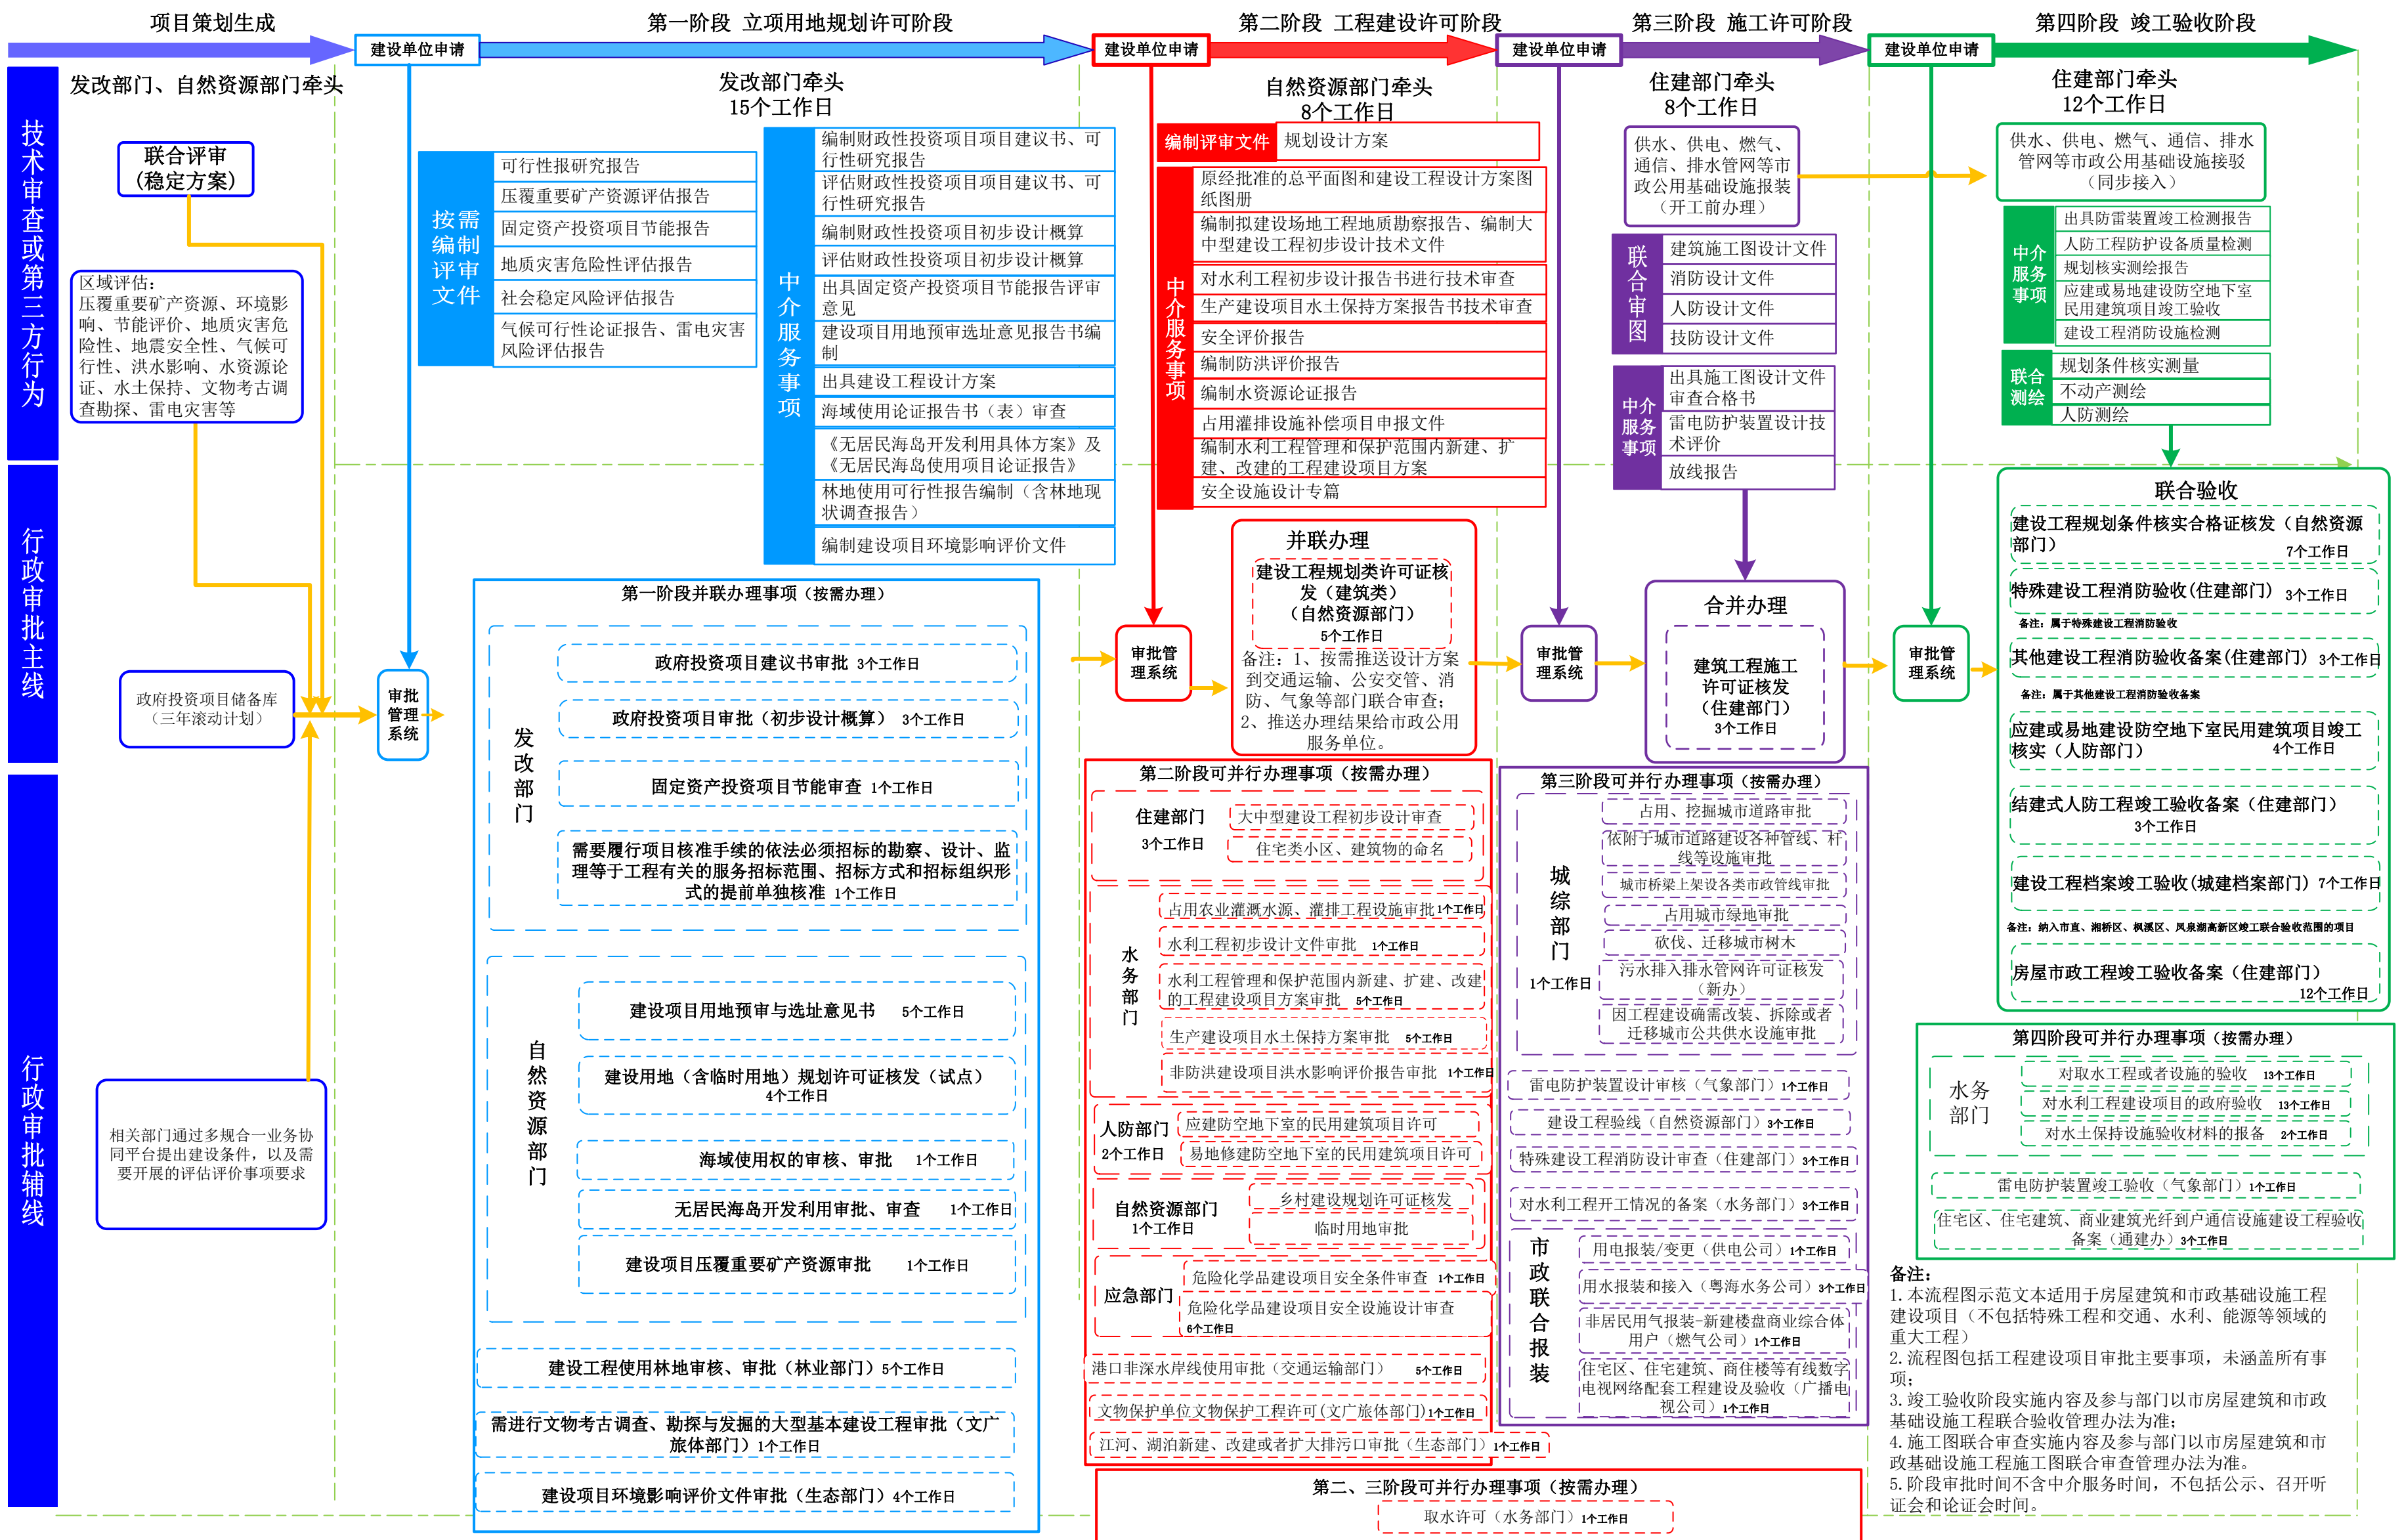 项目策划生成
第一阶段 立项用地规划许可阶段
第二阶段 工程建设许可阶段
第三阶段 施工许可阶段
第四阶段 竣工验收阶段
建设单位申请
建设单位申请
建设单位申请
建设单位申请
技术审查或第三方行为
行政审批主线
行政审批辅线
发改部门、自然资源部门牵头
联合评审
(稳定方案)
区域评估：
压覆重要矿产资源、环境影
响、节能评价、地质灾害危
险性、地震安全性、气候可
行性、洪水影响、水资源论
证、水土保持、文物考古调
查勘探、雷电灾害等
政府投资项目储备库
（三年滚动计划）
相关部门通过多规合一业务协
同平台提出建设条件，以及需
要开展的评估评价事项要求
发改部门牵头
15个工作日
按需
编制
评审
文件
可行性报研究报告
压覆重要矿产资源评估报告
固定资产投资项目节能报告
地质灾害危险性评估报告
社会稳定风险评估报告
气候可行性论证报告、雷电灾害
风险评估报告
中介服务事项
编制财政性投资项目项目建议书、可
行性研究报告
评估财政性投资项目项目建议书、可
行性研究报告
编制财政性投资项目初步设计概算
评估财政性投资项目初步设计概算
出具固定资产投资项目节能报告评审
意见
建设项目用地预审选址意见报告书编
制
出具建设工程设计方案
海域使用论证报告书（表）审查
《无居民海岛开发利用具体方案》及
《无居民海岛使用项目论证报告》
林地使用可行性报告编制（含林地现
状调查报告）
编制建设项目环境影响评价文件
审批
管理
系统
第一阶段并联办理事项（按需办理）
发改部门
政府投资项目建议书审批 3个工作日
政府投资项目审批（初步设计概算） 3个工作日
固定资产投资项目节能审查 1个工作日
需要履行项目核准手续的依法必须招标的勘察、设计、监
理等于工程有关的服务招标范围、招标方式和招标组织形
式的提前单独核准 1个工作日
自然资源部门
建设项目用地预审与选址意见书 5个工作日
建设用地（含临时用地）规划许可证核发（试点）
4个工作日
海域使用权的审核、审批 1个工作日
无居民海岛开发利用审批、审查 1个工作日
建设项目压覆重要矿产资源审批 1个工作日
建设工程使用林地审核、审批（林业部门）5个工作日
需进行文物考古调查、勘探与发掘的大型基本建设工程审批（文广
旅体部门）1个工作日
建设项目环境影响评价文件审批（生态部门）4个工作日
自然资源部门牵头
8个工作日
编制评审文件
规划设计方案
中介服务事项
原经批准的总平面图和建设工程设计方案图
纸图册
编制拟建设场地工程地质勘察报告、编制大
中型建设工程初步设计技术文件
对水利工程初步设计报告书进行技术审查
生产建设项目水土保持方案报告书技术审查
安全评价报告
编制防洪评价报告
编制水资源论证报告
占用灌排设施补偿项目申报文件
编制水利工程管理和保护范围内新建、扩
建、改建的工程建设项目方案
安全设施设计专篇
审批管
理系统
并联办理
建设工程规划类许可证核
发（建筑类）
（自然资源部门）
5个工作日
备注：1、按需推送设计方案
到交通运输、公安交管、消
防、气象等部门联合审查；
2、推送办理结果给市政公用
服务单位。
第二阶段可并行办理事项（按需办理）
住建部门
3个工作日
大中型建设工程初步设计审查
住宅类小区、建筑物的命名
水务部门
占用农业灌溉水源、灌排工程设施审批1个工作日
水利工程初步设计文件审批 1个工作日
水利工程管理和保护范围内新建、扩建、改建
的工程建设项目方案审批 5个工作日
生产建设项目水土保持方案审批 5个工作日
非防洪建设项目洪水影响评价报告审批 1个工作日
人防部门
2个工作日
应建防空地下室的民用建筑项目许可
易地修建防空地下室的民用建筑项目许可
自然资源部门
1个工作日
乡村建设规划许可证核发
临时用地审批
应急部门
危险化学品建设项目安全条件审查 1个工作日
危险化学品建设项目安全设施设计审查
6个工作日
港口非深水岸线使用审批（交通运输部门） 5个工作日
文物保护单位文物保护工程许可(文广旅体部门)1个工作日
江河、湖泊新建、改建或者扩大排污口审批（生态部门）1个工作日
第二、三阶段可并行办理事项（按需办理）
取水许可（水务部门）1个工作日
住建部门牵头
8个工作日
供水、供电、燃气、
通信、排水管网等市
政公用基础设施报装
（开工前办理）
联合审图
建筑施工图设计文件
消防设计文件
人防设计文件
技防设计文件
中介
服务
事项
出具施工图设计文件
审查合格书
雷电防护装置设计技
术评价
放线报告
审批管
理系统
合并办理
建筑工程施工
许可证核发
（住建部门）
3个工作日
第三阶段可并行办理事项（按需办理）
城综部门
1个工作日
占用、挖掘城市道路审批
依附于城市道路建设各种管线、杆
线等设施审批
城市桥梁上架设各类市政管线审批
占用城市绿地审批
砍伐、迁移城市树木
污水排入排水管网许可证核发
（新办）
因工程建设确需改装、拆除或者
迁移城市公共供水设施审批
雷电防护装置设计审核（气象部门）1个工作日
建设工程验线（自然资源部门）3个工作日
特殊建设工程消防设计审查（住建部门）3个工作日
对水利工程开工情况的备案（水务部门）3个工作日
市政联合报装
用电报装/变更（供电公司）1个工作日
用水报装和接入（粤海水务公司）3个工作日
非居民用气报装-新建楼盘商业综合体
用户（燃气公司）1个工作日
住宅区、住宅建筑、商住楼等有线数字
电视网络配套工程建设及验收（广播电
视公司）1个工作日
住建部门牵头
12个工作日
供水、供电、燃气、通信、排水
管网等市政公用基础设施接驳
（同步接入）
中介
服务
事项
出具防雷装置竣工检测报告
人防工程防护设备质量检测
规划核实测绘报告
应建或易地建设防空地下室
民用建筑项目竣工验收
建设工程消防设施检测
联合
测绘
规划条件核实测量
不动产测绘
人防测绘
审批管
理系统
联合验收
建设工程规划条件核实合格证核发（自然资源
部门） 7个工作日
特殊建设工程消防验收(住建部门） 3个工作日
备注：属于特殊建设工程消防验收
其他建设工程消防验收备案(住建部门） 3个工作日
备注：属于其他建设工程消防验收备案
应建或易地建设防空地下室民用建筑项目竣工
核实（人防部门） 4个工作日
结建式人防工程竣工验收备案（住建部门）
3个工作日
建设工程档案竣工验收(城建档案部门) 7个工作日
备注：纳入市直、湘桥区、枫溪区、凤泉湖高新区竣工联合验收范围的项目
房屋市政工程竣工验收备案（住建部门）
12个工作日
第四阶段可并行办理事项（按需办理）
水务
部门
对取水工程或者设施的验收 13个工作日
对水利工程建设项目的政府验收 13个工作日
对水土保持设施验收材料的报备 2个工作日
雷电防护装置竣工验收（气象部门）1个工作日
住宅区、住宅建筑、商业建筑光纤到户通信设施建设工程验收
备案（通建办）3个工作日
备注：
1.本流程图示范文本适用于房屋建筑和市政基础设施工程
建设项目（不包括特殊工程和交通、水利、能源等领域的
重大工程）
2.流程图包括工程建设项目审批主要事项，未涵盖所有事
项；
3.竣工验收阶段实施内容及参与部门以市房屋建筑和市政
基础设施工程联合验收管理办法为准；
4.施工图联合审查实施内容及参与部门以市房屋建筑和市
政基础设施工程施工图联合审查管理办法为准。
5.阶段审批时间不含中介服务时间，不包括公示、召开听
证会和论证会时间。